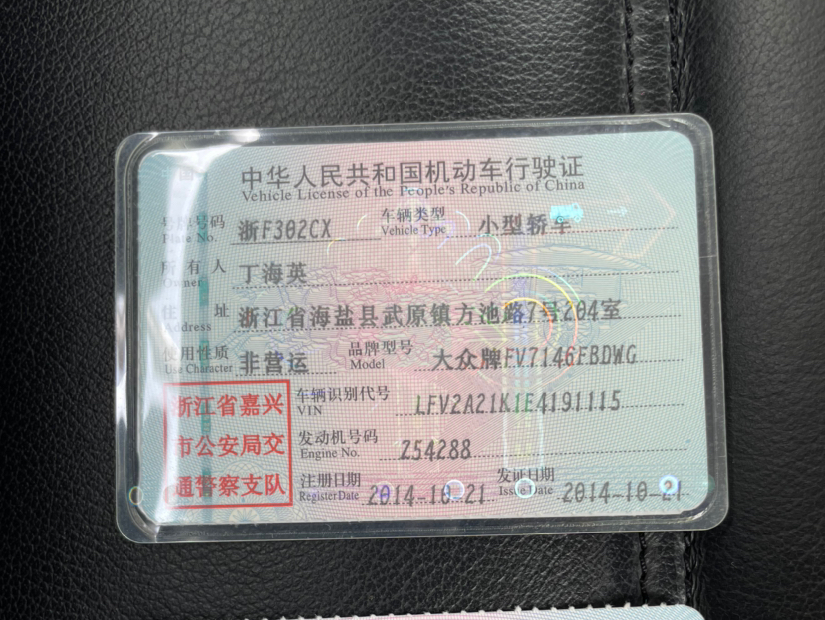 中华人民共和国机动车行驶证
Vehicle License of the People's Republic of China
号牌号码 浙F302CX 车辆类型 小型轿车
Plate No. Vehicle Type
所有人 丁海英
Owner
住址 浙江省海盐县武原镇方池路7号204室
Address
使用性质 非营运 品牌型号 大众牌FV7146FBDWG
Use Character Model
浙江省嘉兴
市公安局交
通警察支队
车辆识别代号 LFV2A21K1E4191115
VIN
发动机号码 Z54288
Engine No.
注册日期 2014-10-21 发证日期 2014-10-21
Register Date Issue Date